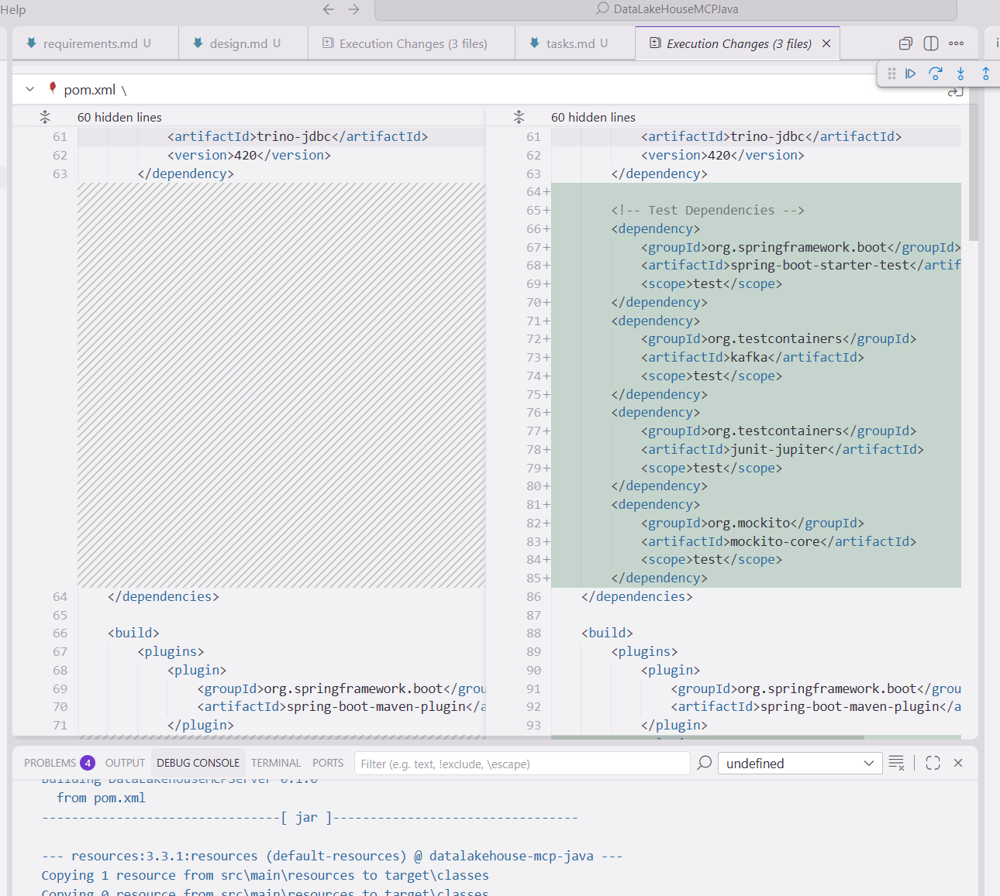 Help
DataLakeHouseMCPJava
requirements.md U
design.md U
Execution Changes (3 files)
tasks.md U
Execution Changes (3 files)
pom.xml \
60 hidden lines
61 <artifactId>trino-jdbc</artifactId>
62 <version>420</version>
63 </dependency>
64 </dependencies>
65
66 <build>
67 <plugins>
68 <plugin>
69 <groupId>org.springframework.boot</grou
70 <artifactId>spring-boot-maven-plugin</a
71 </plugin>
60 hidden lines
61 <artifactId>trino-jdbc</artifactId>
62 <version>420</version>
63 </dependency>
64+
65+ <!-- Test Dependencies -->
66+ <dependency>
67+ <groupId>org.springframework.boot</groupId>
68+ <artifactId>spring-boot-starter-test</artif
69+ <scope>test</scope>
70+ </dependency>
71+ <dependency>
72+ <groupId>org.testcontainers</groupId>
73+ <artifactId>kafka</artifactId>
74+ <scope>test</scope>
75+ </dependency>
76+ <dependency>
77+ <groupId>org.testcontainers</groupId>
78+ <artifactId>junit-jupiter</artifactId>
79+ <scope>test</scope>
80+ </dependency>
81+ <dependency>
82+ <groupId>org.mockito</groupId>
83+ <artifactId>mockito-core</artifactId>
84+ <scope>test</scope>
85+ </dependency>
86 </dependencies>
87
88 <build>
89 <plugins>
90 <plugin>
91 <groupId>org.springframework.boot</grou
92 <artifactId>spring-boot-maven-plugin</a
93 </plugin>
PROBLEMS 4 OUTPUT DEBUG CONSOLE TERMINAL PORTS Filter (e.g. text, !exclude, \escape) undefined
Building DataLakehouseMCPServer 0.1.0
from pom.xml
--------------------------------[ jar ]---------------------------------
--- resources:3.3.1:resources (default-resources) @ datalakehouse-mcp-java ---
Copying 1 resource from src\main\resources to target\classes
Copying 0 resource from src\main\resources to target\classes